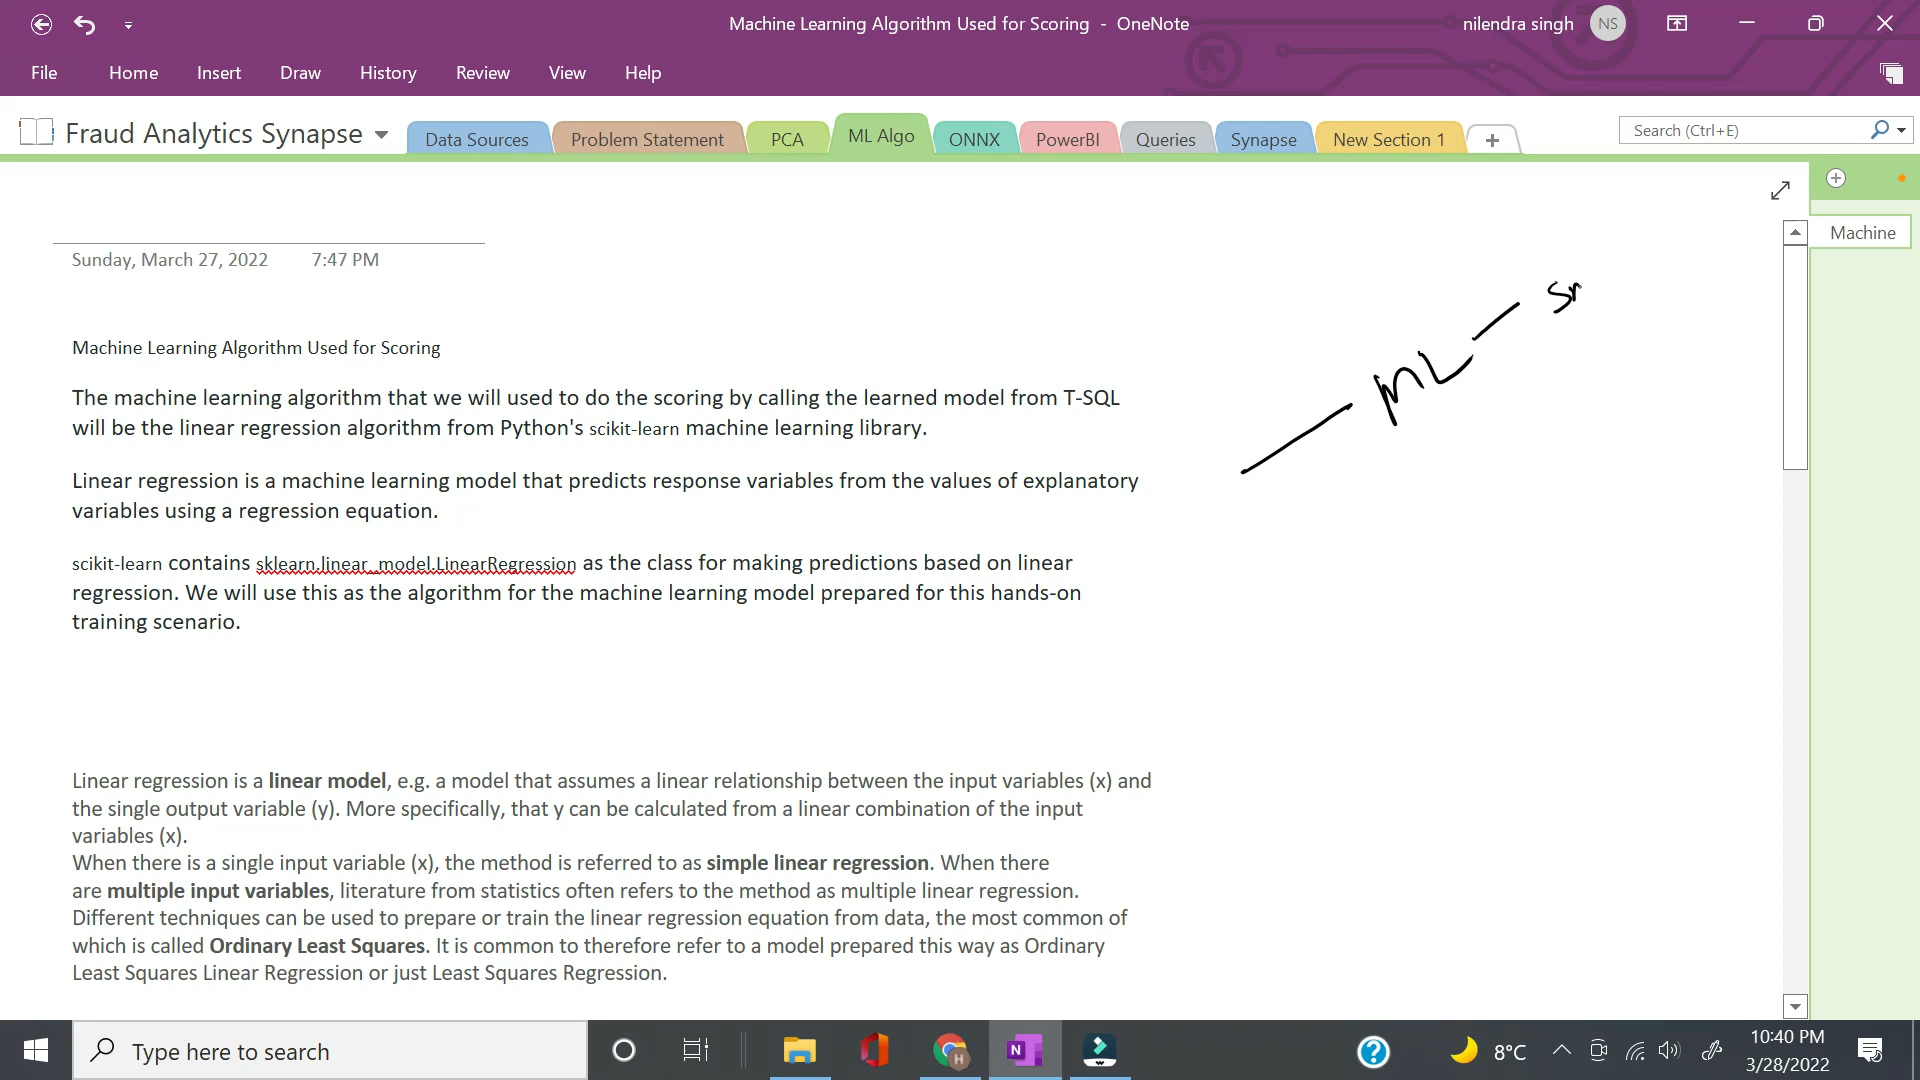 Machine Learning Algorithm Used for Scoring - OneNote
nilendra singh
NS
File
Home
Insert
Draw
History
Review
View
Help
Fraud Analytics Synapse
Data Sources
Problem Statement
PCA
ML Algo
ONNX
PowerBI
Queries
Synapse
New Section 1
Search (Ctrl+E)
Machine
Sunday, March 27, 2022 7:47 PM
Machine Learning Algorithm Used for Scoring
The machine learning algorithm that we will used to do the scoring by calling the learned model from T-SQL
will be the linear regression algorithm from Python's scikit-learn machine learning library.
Linear regression is a machine learning model that predicts response variables from the values of explanatory
variables using a regression equation.
scikit-learn contains sklearn.linear_model.LinearRegression as the class for making predictions based on linear
regression. We will use this as the algorithm for the machine learning model prepared for this hands-on
training scenario.
ML
Linear regression is a linear model, e.g. a model that assumes a linear relationship between the input variables (x) and
the single output variable (y). More specifically, that y can be calculated from a linear combination of the input
variables (x).
When there is a single input variable (x), the method is referred to as simple linear regression. When there
are multiple input variables, literature from statistics often refers to the method as multiple linear regression.
Different techniques can be used to prepare or train the linear regression equation from data, the most common of
which is called Ordinary Least Squares. It is common to therefore refer to a model prepared this way as Ordinary
Least Squares Linear Regression or just Least Squares Regression.
Type here to search
H
N
8°C
10:40 PM
3/28/2022